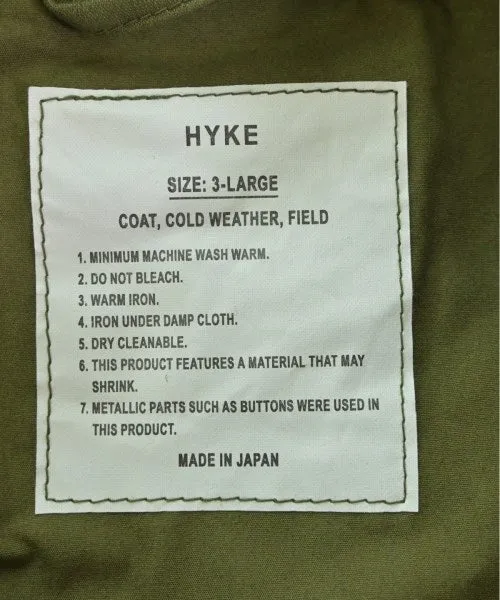 HYKE
SIZE: 3-LARGE
COAT, COLD WEATHER, FIELD
1. MINIMUM MACHINE WASH WARM.
2. DO NOT BLEACH.
3. WARM IRON.
4. IRON UNDER DAMP CLOTH.
5. DRY CLEANABLE.
6. THIS PRODUCT FEATURES A MATERIAL THAT MAY
SHRINK.
7. METALLIC PARTS SUCH AS BUTTONS WERE USED IN
THIS PRODUCT.
MADE IN JAPAN